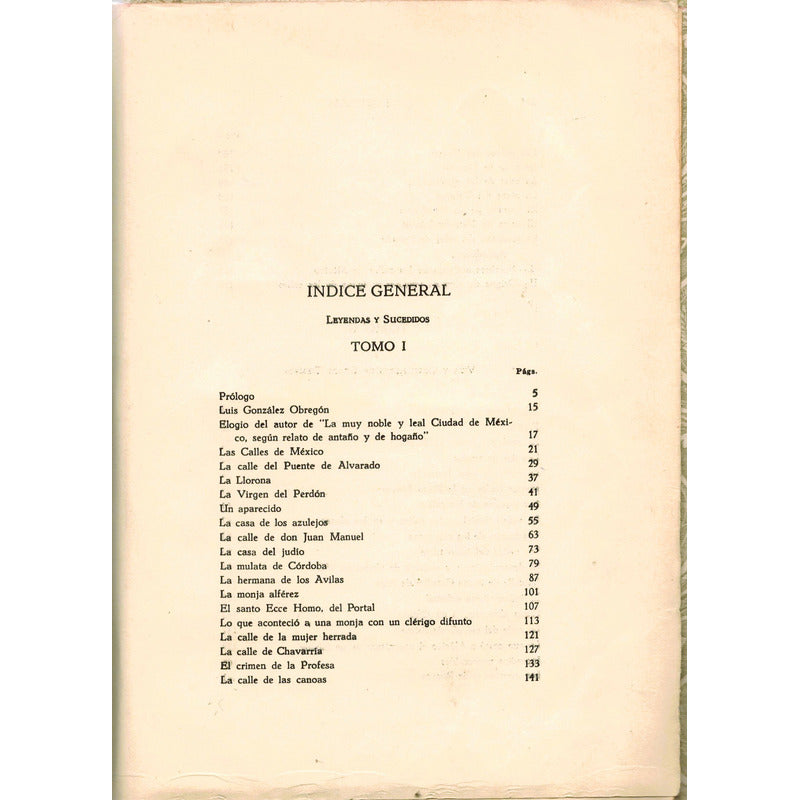 INDICE GENERAL
LEYENDAS Y SUCEDIDOS
TOMO I
Págs.
Prólogo 5
Luis González Obregón 15
Elogio del autor de "La muy noble y leal Ciudad de Méxi-
co, según relato de antaño y de hogaño" 17
Las Calles de México 21
La calle del Puente de Alvarado 29
La Llorona 37
La Virgen del Perdón 41
Un aparecido 49
La casa de los azulejos 55
La calle de don Juan Manuel 63
La casa del judío 73
La mulata de Córdoba 79
La hermana de los Avilas 87
La monja alférez 101
El santo Ecce Homo, del Portal 107
Lo que aconteció a una monja con un clérigo difunto 113
La calle de la mujer herrada 121
La calle de Chavarría 127
El crimen de la Profesa 133
La calle de las canoas 141